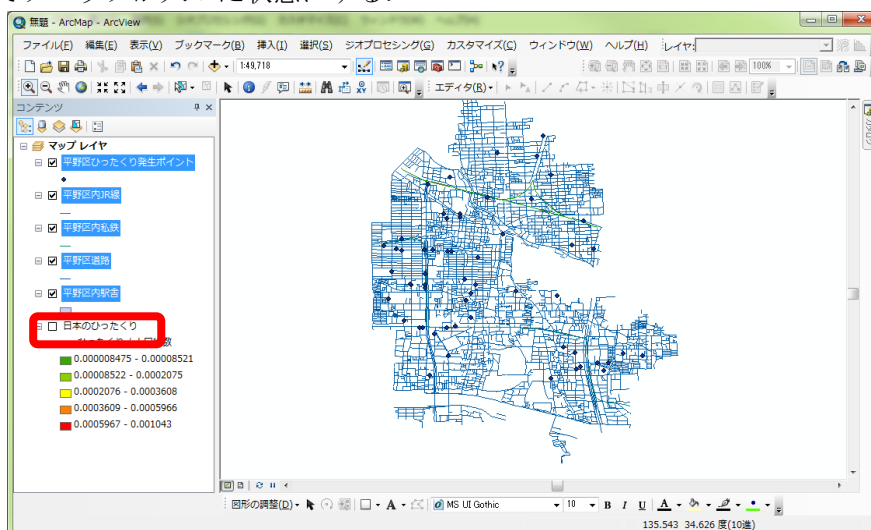 無題 - ArcMap - ArcView
ファイル(F) 編集(E) 表示(V) ブックマーク(B) 挿入(I) 選択(S) ジオプロセシング(G) カスタマイズ(C) ウィンドウ(W) ヘルプ(H) レイヤ:
1:49,718 100%
エディタ(R)
コンテンツ
マップ レイヤ
平野区ひったくり発生ポイント
平野区内JR線
平野区内私鉄
平野区道路
平野区内駅舎
日本のひったくり
0.000008475 - 0.00008521
0.00008522 - 0.0002075
0.0002076 - 0.0003608
0.0003609 - 0.0005966
0.0005967 - 0.001043
図形の調整(D) A MS UI Gothic 10 B I U A
135.543 34.626 度(10進)